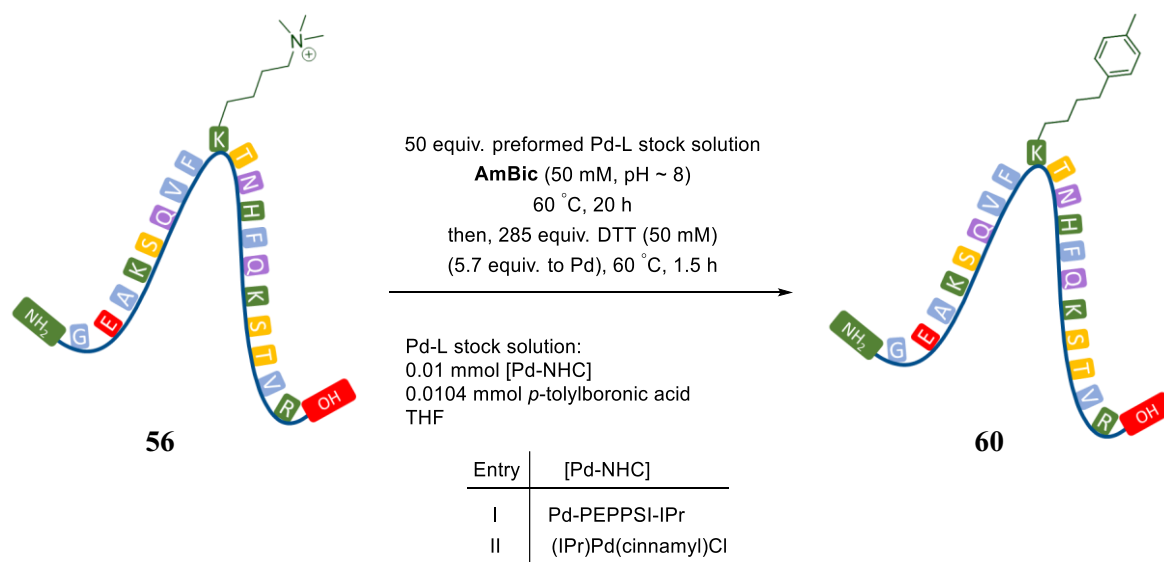 N
⊕
NH₂ G E A K S Q V F K T N H F Q K S T V R OH
56
50 equiv. preformed Pd-L stock solution
AmBic (50 mM, pH ~ 8)
60 °C, 20 h
then, 285 equiv. DTT (50 mM)
(5.7 equiv. to Pd), 60 °C, 1.5 h
Pd-L stock solution:
0.01 mmol [Pd-NHC]
0.0104 mmol p-tolylboronic acid
THF
Entry [Pd-NHC]
I Pd-PEPPSI-IPr
II (IPr)Pd(cinnamyl)Cl
NH₂ G E A K S Q V F K T N H F Q K S T V R OH
60